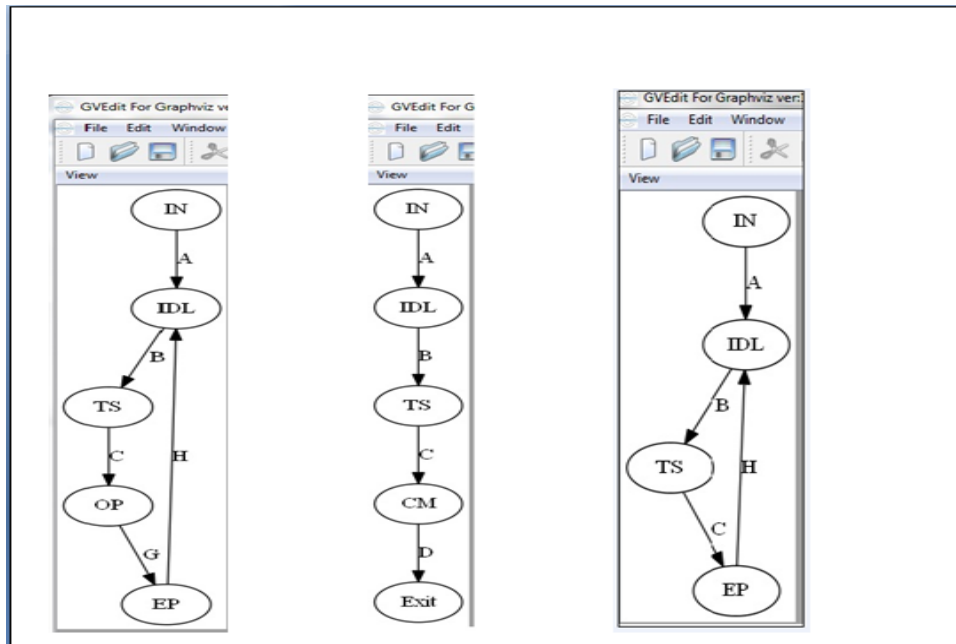 GVEdit For Graphviz ve
File Edit Window
View
IN
A
IDL
B
TS
C
H
OP
G
EP
GVEdit For G
File Edit
View
IN
A
IDL
B
TS
C
CM
D
Exit
GVEdit For Graphviz ver:
File Edit Window
View
IN
A
IDL
B
TS
H
C
EP